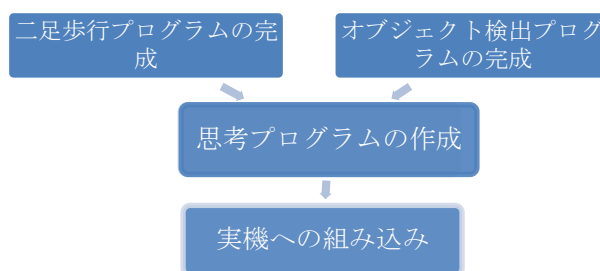 二足歩行プログラムの完
成
オブジェクト検出プログ
ラムの完成
思考プログラムの作成
実機への組み込み